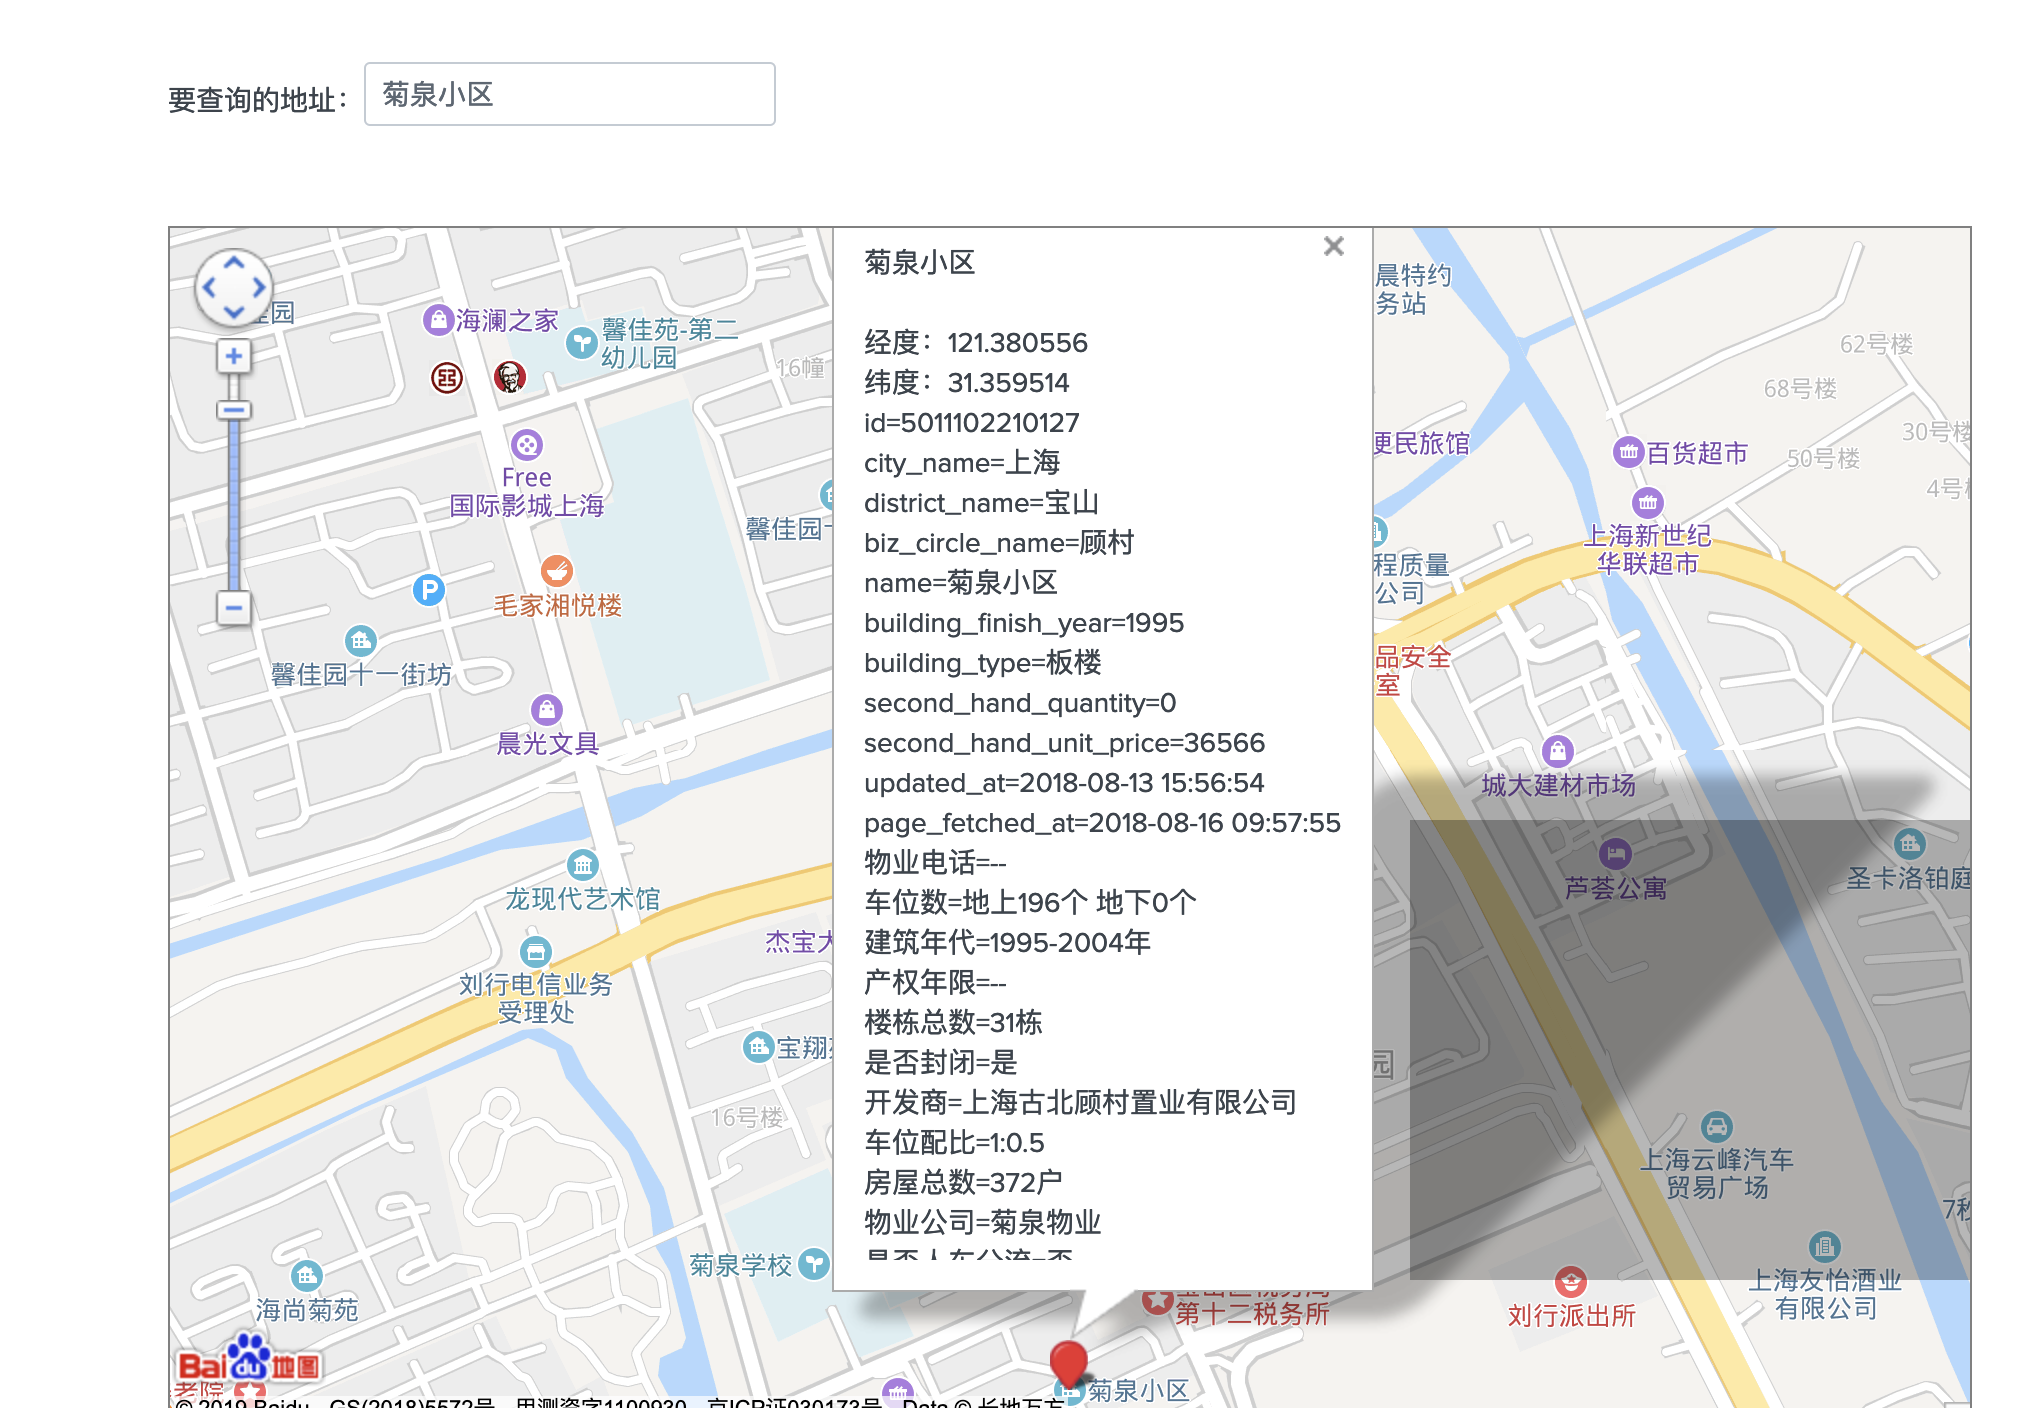 要查询的地址：
菊泉小区
菊泉小区
经度：121.380556
纬度：31.359514
id=5011102210127
city_name=上海
district_name=宝山
biz_circle_name=顾村
name=菊泉小区
building_finish_year=1995
building_type=板楼
second_hand_quantity=0
second_hand_unit_price=36566
updated_at=2018-08-13 15:56:54
page_fetched_at=2018-08-16 09:57:55
物业电话=--
车位数=地上196个 地下0个
建筑年代=1995-2004年
产权年限=--
楼栋总数=31栋
是否封闭=是
开发商=上海古北顾村置业有限公司
车位配比=1:0.5
房屋总数=372户
物业公司=菊泉物业
海澜之家
馨佳苑-第二
幼儿园
16幢
Free
国际影城上海
馨佳园十
毛家湘悦楼
P
馨佳园十一街坊
晨光文具
龙现代艺术馆
杰宝大
刘行电信业务
受理处
宝翔
16号楼
菊泉学校
海尚菊苑
晨特约
务站
62号楼
68号楼
30号楼
便民旅馆
百货超市
50号楼
上海新世纪
华联超市
程质量
公司
品安全
室
城大建材市场
芦荟公寓
圣卡洛铂庭
园
上海云峰汽车
贸易广场
上海友怡酒业
有限公司
刘行派出所
第十二税务所
菊泉小区
Baidu地图
老院
© 2019 Baidu - GS(2018)5572号 - 甲测资字1100930 - 京ICP证030173号 - Data © 长地万方